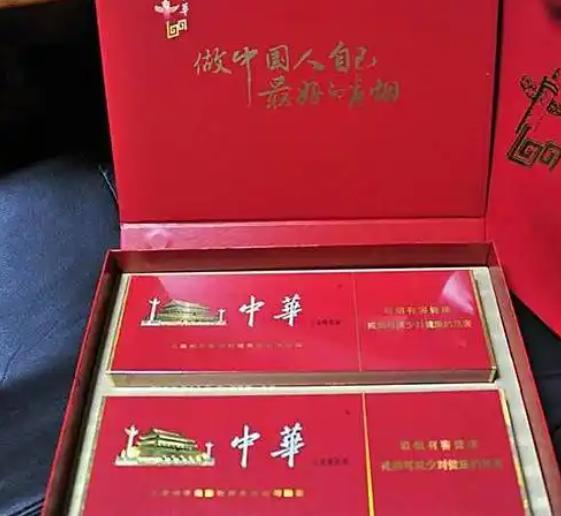 華
做中国人自己
最好的香烟
中華
吸烟有害健康
戒烟可减少对健康的危害
中華
吸烟有害健康
戒烟可减少对健康的危害